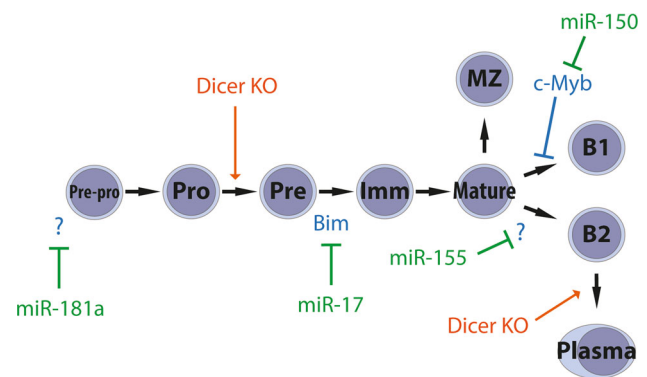 miR-150
MZ
c-Myb
Dicer KO
B1
Pre-pro
Pro
Pre
Imm
Mature
?
Bim
?
B2
miR-155
miR-181a
miR-17
Dicer KO
Plasma